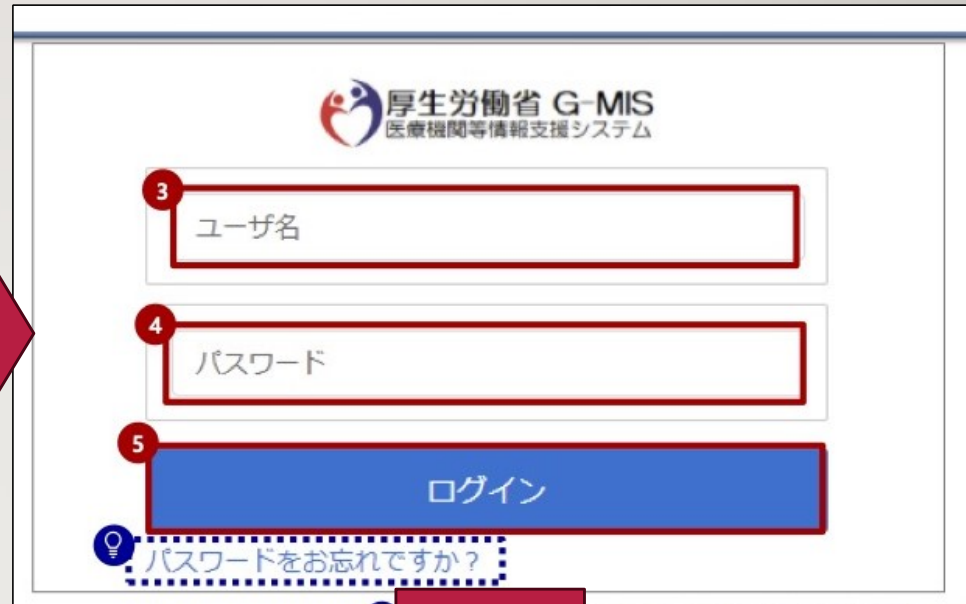 厚生労働省 G-MIS
医療機関等情報支援システム
3
ユーザ名
4
パスワード
5
ログイン
パスワードをお忘れですか？